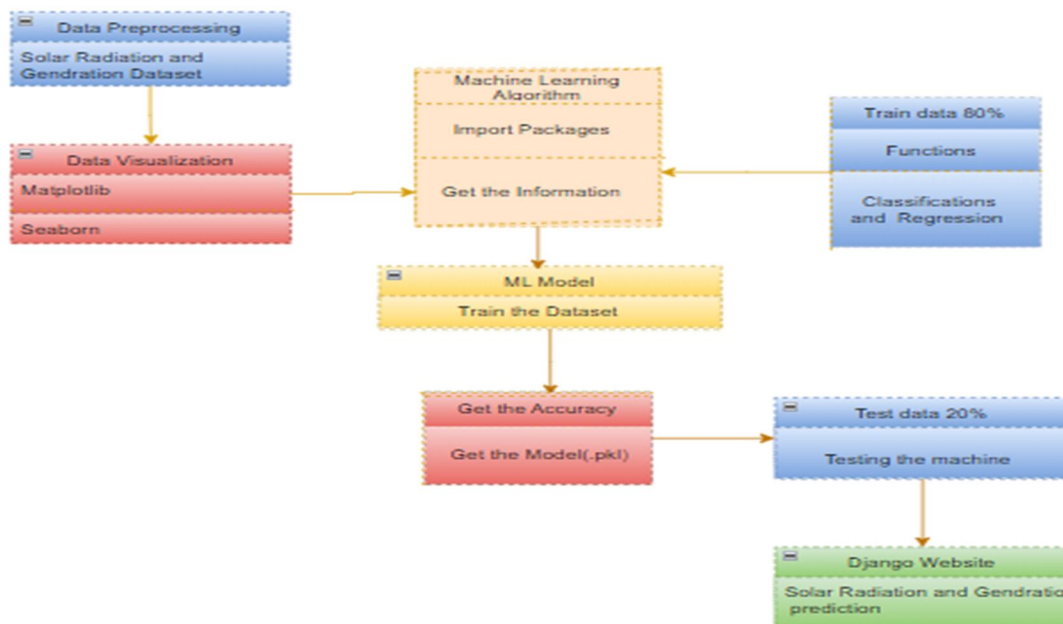 Data Preprocessing
Solar Radiation and
Gendration Dataset
Data Visualization
Matplotlib
Seaborn
Machine Learning
Algorithm
Import Packages
Get the Information
Train data 80%
Functions
Classifications
and Regression
ML Model
Train the Dataset
Get the Accuracy
Get the Model(.pkl)
Test data 20%
Testing the machine
Django Website
Solar Radiation and Gendratio
prediction